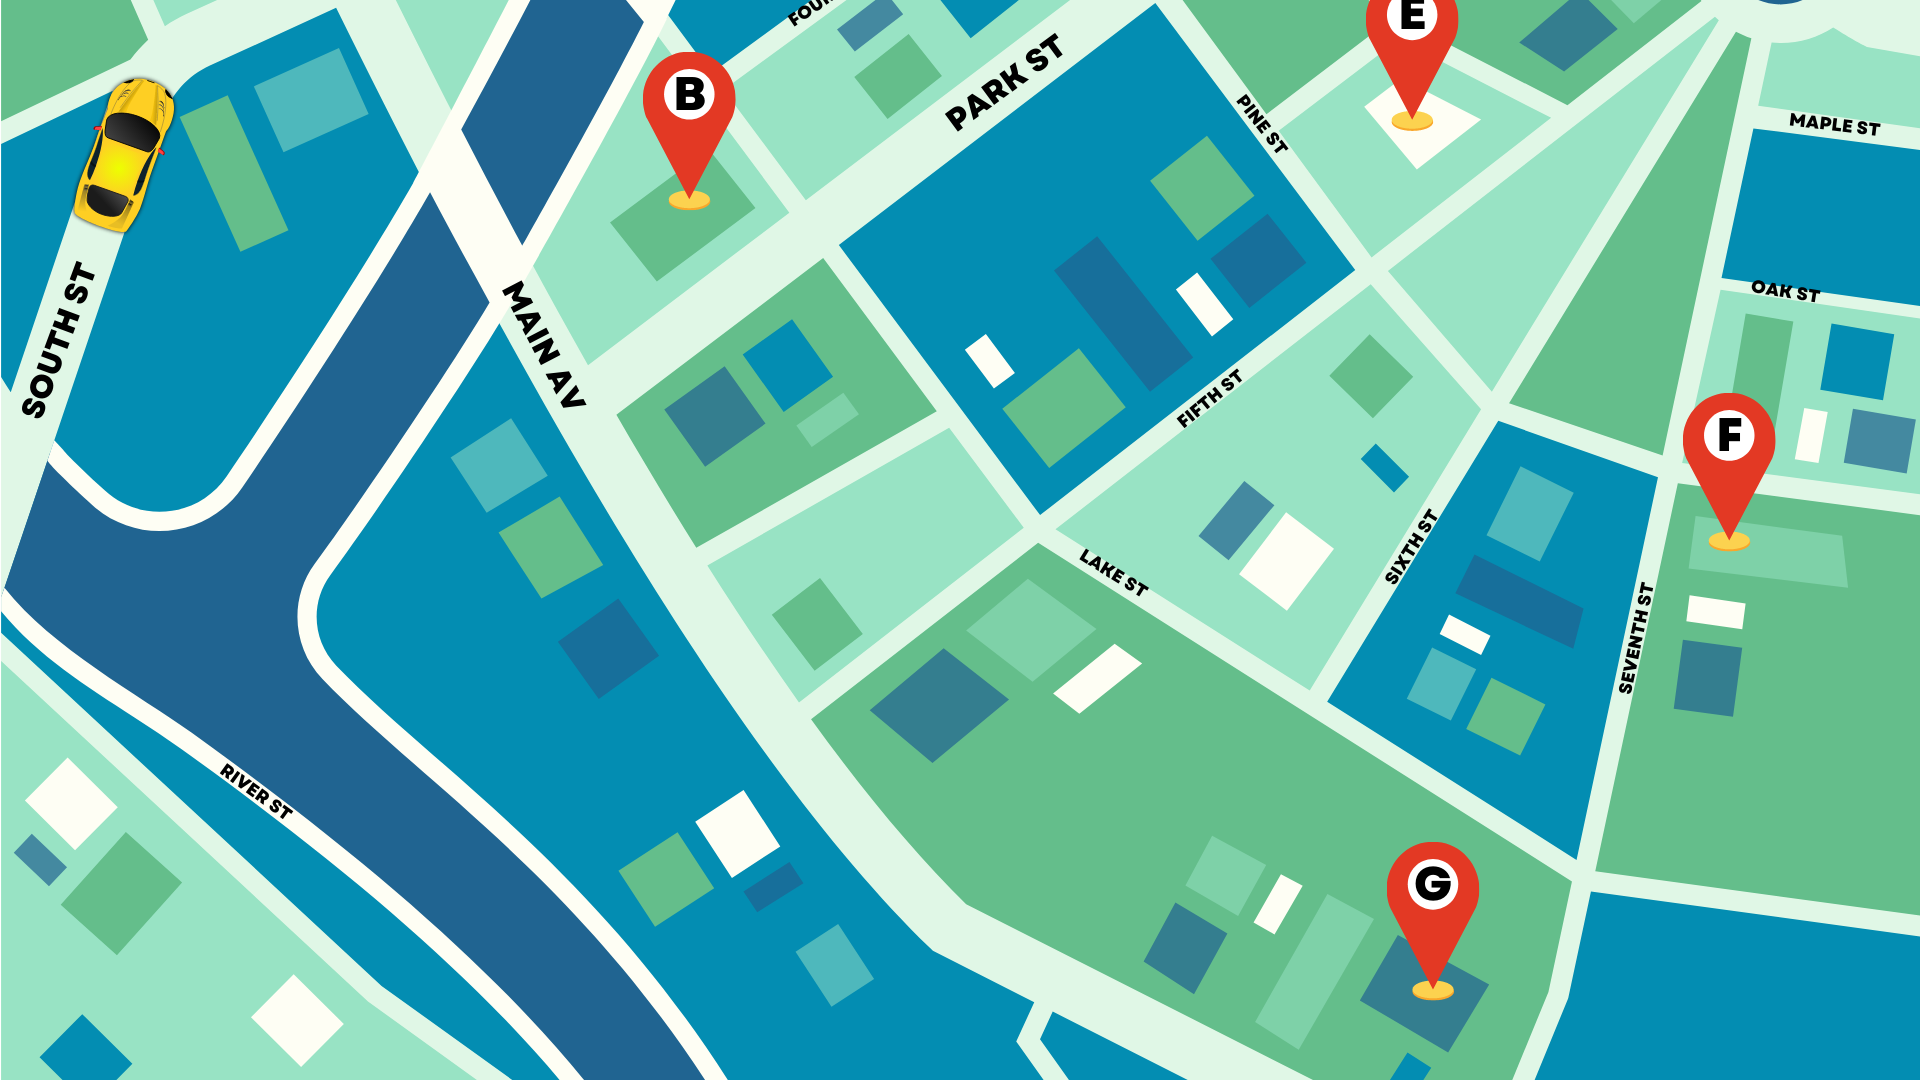 E
B
PARK ST
PINE ST
MAPLE ST
SOUTH ST
OAK ST
MAIN AV
FIFTH ST
F
SIXTH ST
LAKE ST
SEVENTH ST
RIVER ST
G